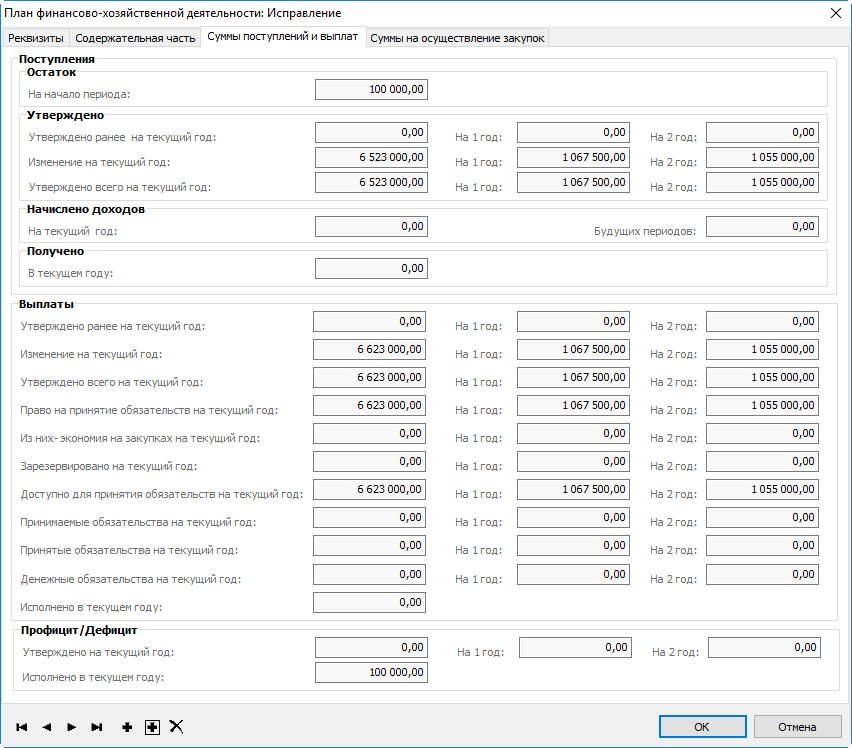 План финансово-хозяйственной деятельности: Исправление
Реквизиты Содержательная часть Суммы поступлений и выплат Суммы на осуществление закупок
Поступления
Остаток
На начало периода: 100 000,00
Утверждено
Утверждено ранее на текущий год: 0,00 На 1 год: 0,00 На 2 год: 0,00
Изменение на текущий год: 6 523 000,00 На 1 год: 1 067 500,00 На 2 год: 1 055 000,00
Утверждено всего на текущий год: 6 523 000,00 На 1 год: 1 067 500,00 На 2 год: 1 055 000,00
Начислено доходов
На текущий год: 0,00 Будущих периодов: 0,00
Получено
В текущем году: 0,00
Выплаты
Утверждено ранее на текущий год: 0,00 На 1 год: 0,00 На 2 год: 0,00
Изменение на текущий год: 6 623 000,00 На 1 год: 1 067 500,00 На 2 год: 1 055 000,00
Утверждено всего на текущий год: 6 623 000,00 На 1 год: 1 067 500,00 На 2 год: 1 055 000,00
Право на принятие обязательств на текущий год: 6 623 000,00 На 1 год: 1 067 500,00 На 2 год: 1 055 000,00
Из них- экономия на закупках на текущий год: 0,00 На 1 год: 0,00 На 2 год: 0,00
Зарезервировано на текущий год: 0,00 На 1 год: 0,00 На 2 год: 0,00
Доступно для принятия обязательств на текущий год: 6 623 000,00 На 1 год: 1 067 500,00 На 2 год: 1 055 000,00
Принимаемые обязательства на текущий год: 0,00 На 1 год: 0,00 На 2 год: 0,00
Принятые обязательства на текущий год: 0,00 На 1 год: 0,00 На 2 год: 0,00
Денежные обязательства на текущий год: 0,00 На 1 год: 0,00 На 2 год: 0,00
Исполнено в текущем году: 0,00
Профицит/Дефицит
Утверждено на текущий год: 0,00 На 1 год: 0,00 На 2 год: 0,00
Исполнено в текущем году: 100 000,00
ОК Отмена